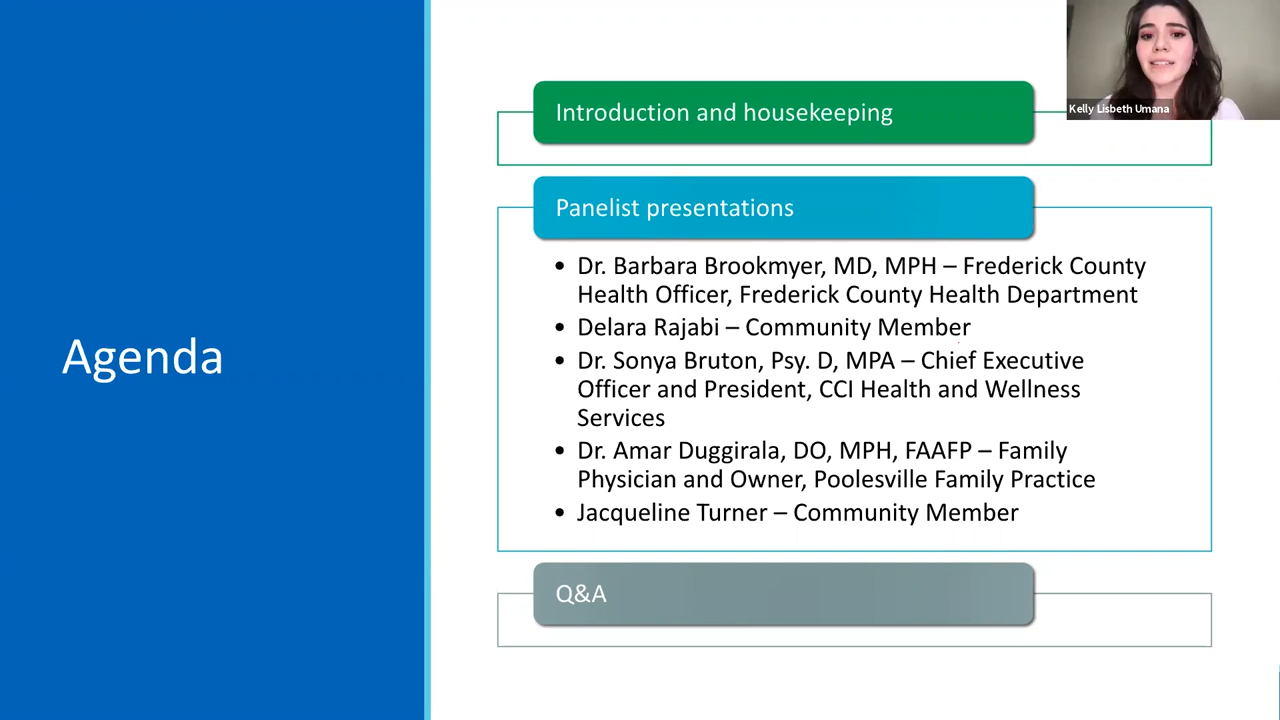 Agenda
Introduction and housekeeping
Panelist presentations
• Dr. Barbara Brookmyer, MD, MPH – Frederick County
Health Officer, Frederick County Health Department
• Delara Rajabi – Community Member
• Dr. Sonya Bruton, Psy. D, MPA – Chief Executive
Officer and President, CCI Health and Wellness
Services
• Dr. Amar Duggirala, DO, MPH, FAAFP – Family
Physician and Owner, Poolesville Family Practice
• Jacqueline Turner – Community Member
Q&A
Kelly Lisbeth Umana